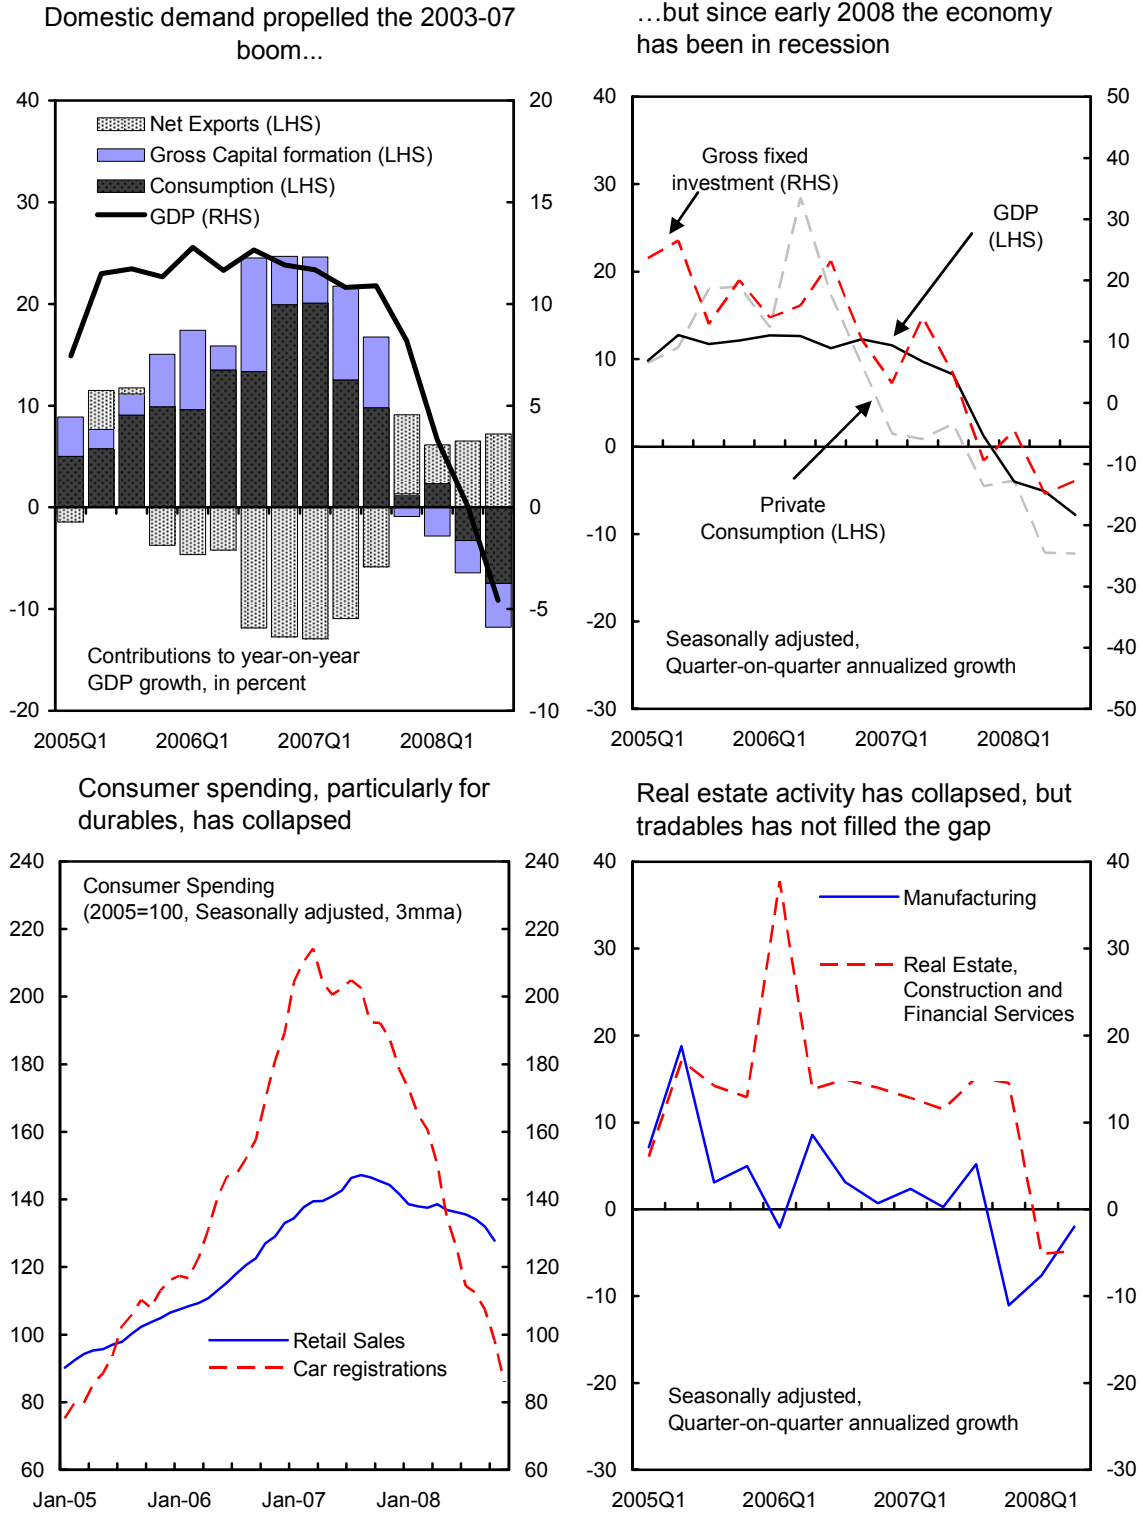 Domestic demand propelled the 2003-07
boom...
40
30
20
10
0
-10
-20
20
15
10
5
0
-5
-10
Net Exports (LHS)
Gross Capital formation (LHS)
Consumption (LHS)
GDP (RHS)
Contributions to year-on-year
GDP growth, in percent
2005Q1 2006Q1 2007Q1 2008Q1
…but since early 2008 the economy
has been in recession
40
30
20
10
0
-10
-20
-30
50
40
30
20
10
0
-10
-20
-30
-40
-50
Gross fixed
investment (RHS)
GDP
(LHS)
Private
Consumption (LHS)
Seasonally adjusted,
Quarter-on-quarter annualized growth
2005Q1 2006Q1 2007Q1 2008Q1
Consumer spending, particularly for
durables, has collapsed
240
220
200
180
160
140
120
100
80
60
240
220
200
180
160
140
120
100
80
60
Consumer Spending
(2005=100, Seasonally adjusted, 3mma)
Retail Sales
Car registrations
Jan-05 Jan-06 Jan-07 Jan-08
Real estate activity has collapsed, but
tradables has not filled the gap
40
30
20
10
0
-10
-20
-30
40
30
20
10
0
-10
-20
-30
Manufacturing
Real Estate,
Construction and
Financial Services
Seasonally adjusted,
Quarter-on-quarter annualized growth
2005Q1 2006Q1 2007Q1 2008Q1